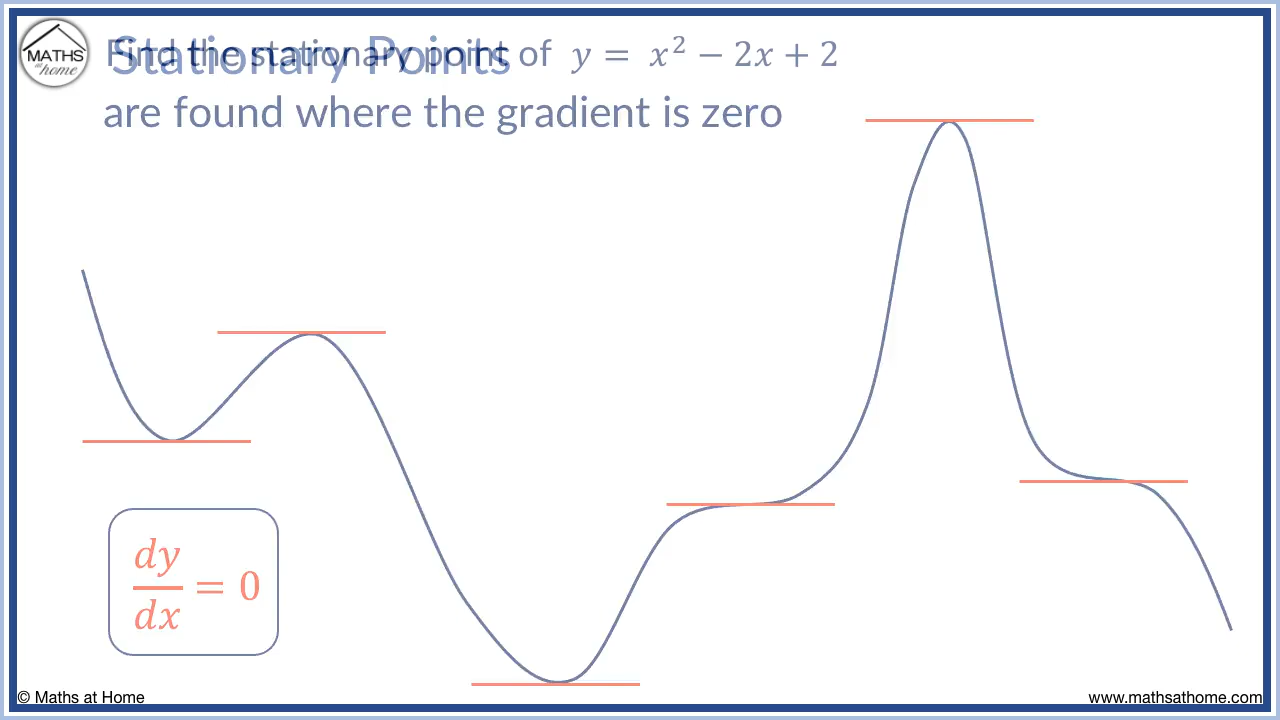 MATHS
at
home
Stationary Points
Find the stationary point of y = x² − 2x + 2
are found where the gradient is zero
dy/dx = 0
© Maths at Home
www.mathsathome.com